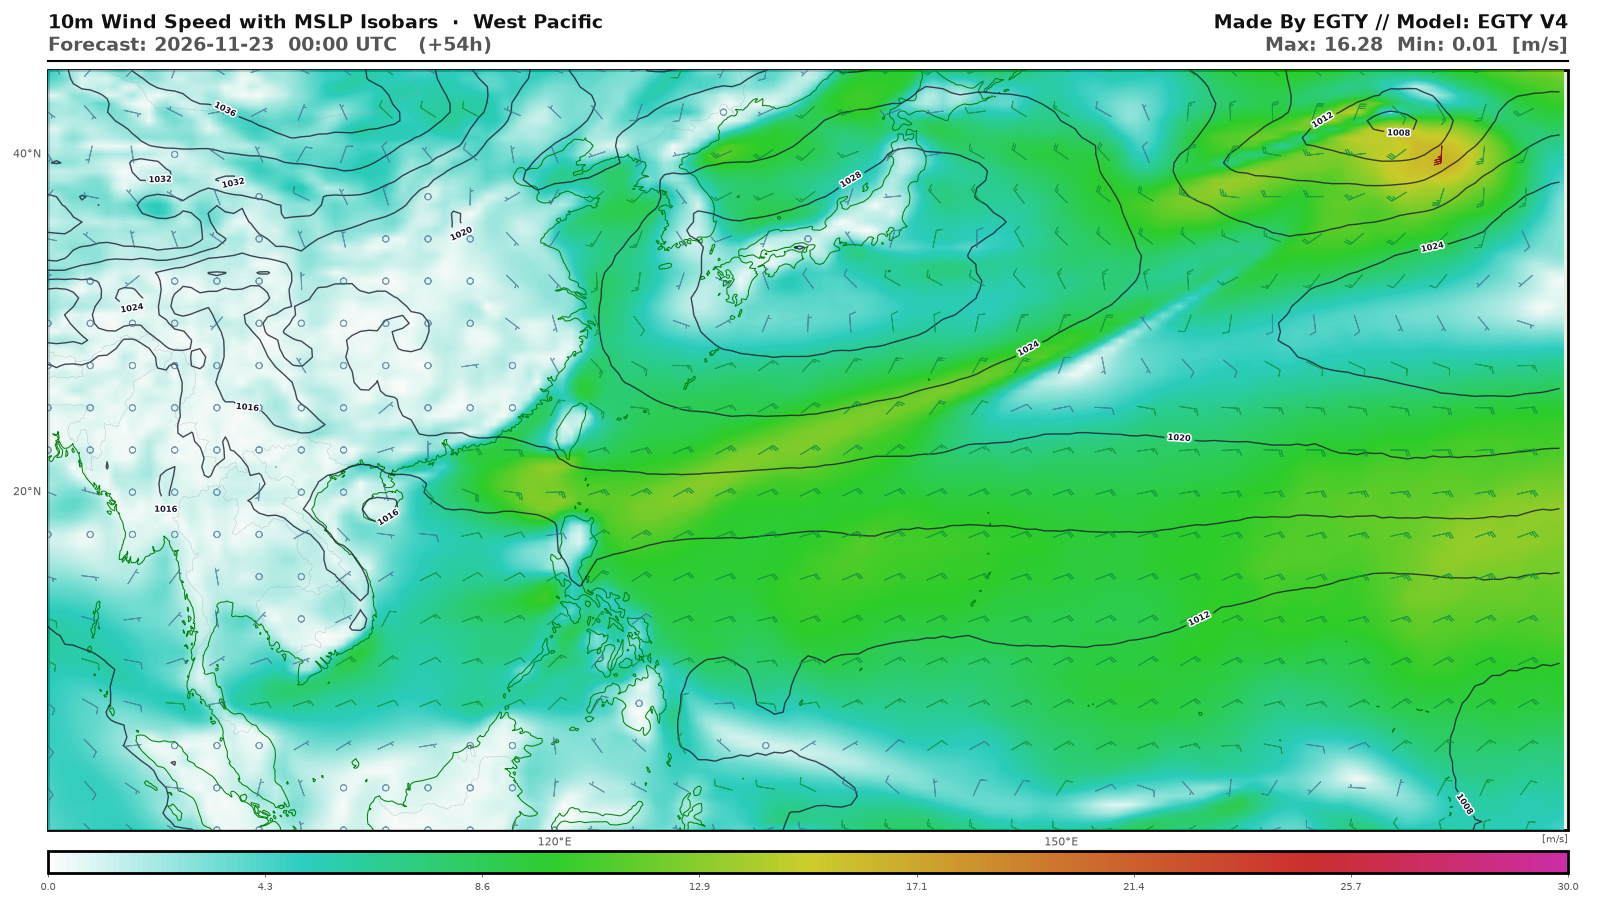 10m Wind Speed with MSLP Isobars · West Pacific
Made By EGTY // Model: EGTY V4
Forecast: 2026-11-23 00:00 UTC (+54h)
Max: 16.28 Min: 0.01 [m/s]
1036
1012
1008
40°N
1032
1032
1028
1020
1024
1024
1024
1016
1020
20°N
1016
1016
1012
1008
120°E
150°E
[m/s]
0.0
4.3
8.6
12.9
17.1
21.4
25.7
30.0